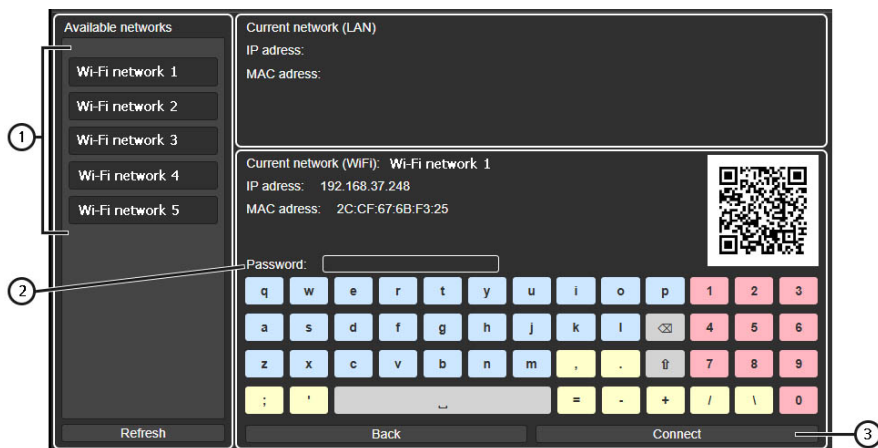 Available networks
Wi-Fi network 1
Wi-Fi network 2
Wi-Fi network 3
Wi-Fi network 4
Wi-Fi network 5
Refresh
Current network (LAN)
IP adress:
MAC adress:
Current network (WiFi): Wi-Fi network 1
IP adress: 192.168.37.248
MAC adress: 2C:CF:67:6B:F3:25
Password:
q w e r t y u i o p 1 2 3
a s d f g h j k l ⌫ 4 5 6
z x c v b n m , . ⇧ 7 8 9
; ' ␣ = - + / \ 0
Back Connect
1
2
3